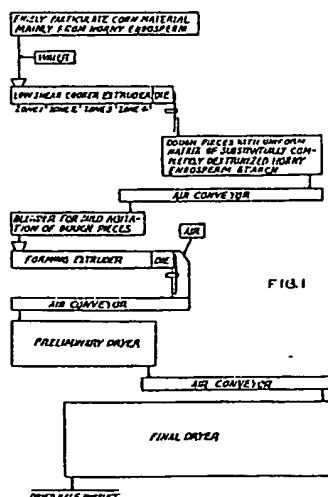 FINELY PARTICULATE CORN MATERIAL
MAINLY FROM HORNY ENDOSPERM
WATER
LOW SHEAR COOKER EXTRUDER DIE
ZONE 1 ZONE 2 ZONE 3 ZONE 4
DOUGH PIECES WITH UNIFORM
MATRIX OF SUBSTANTIALLY COM-
PLETELY DESTRUCTURIZED HORNY
ENDOSPERM STARCH
AIR CONVEYOR
FOR MILD AGITA-
TION OF DOUGH PIECES
AIR
FORMING EXTRUDER DIE
AIR CONVEYOR
FIG.1
PRELIMINARY DRYER
AIR CONVEYOR
FINAL DRYER
DRIED HALF PRODUCT